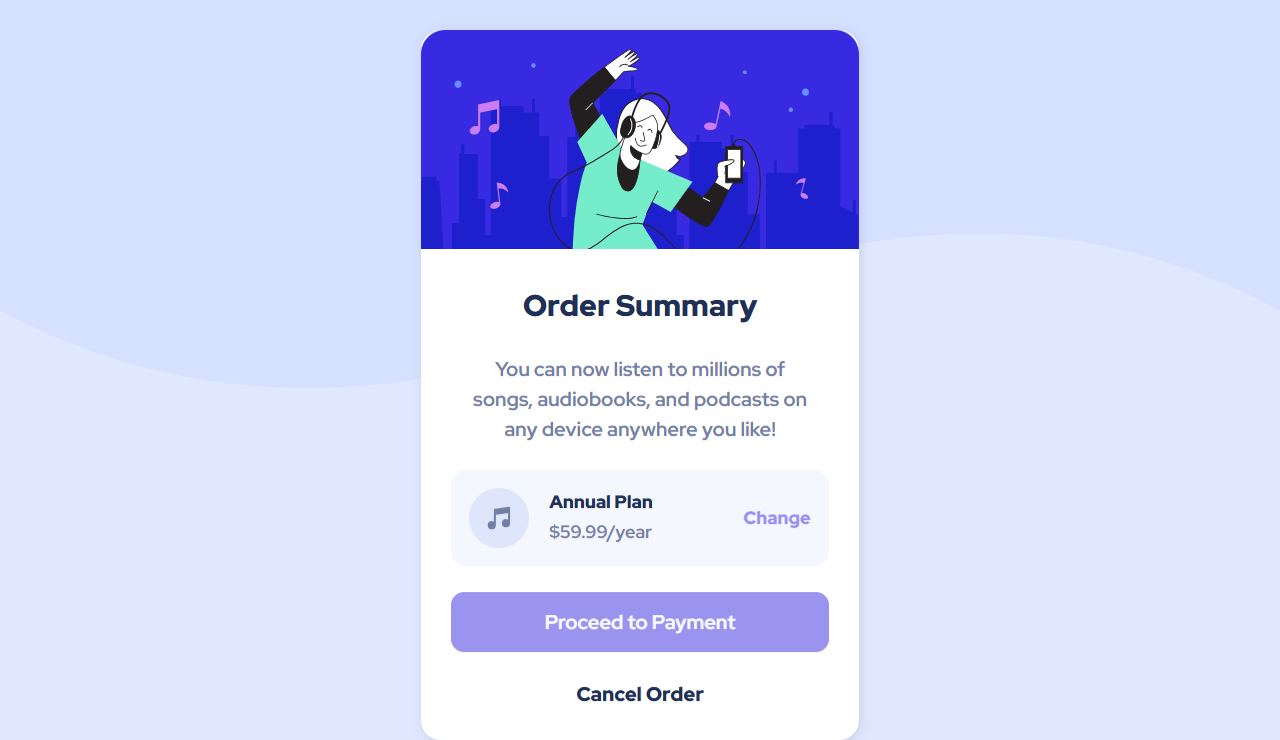 Order Summary
You can now listen to millions of
songs, audiobooks, and podcasts on
any device anywhere you like!
Annual Plan
$59.99/year
Change
Proceed to Payment
Cancel Order